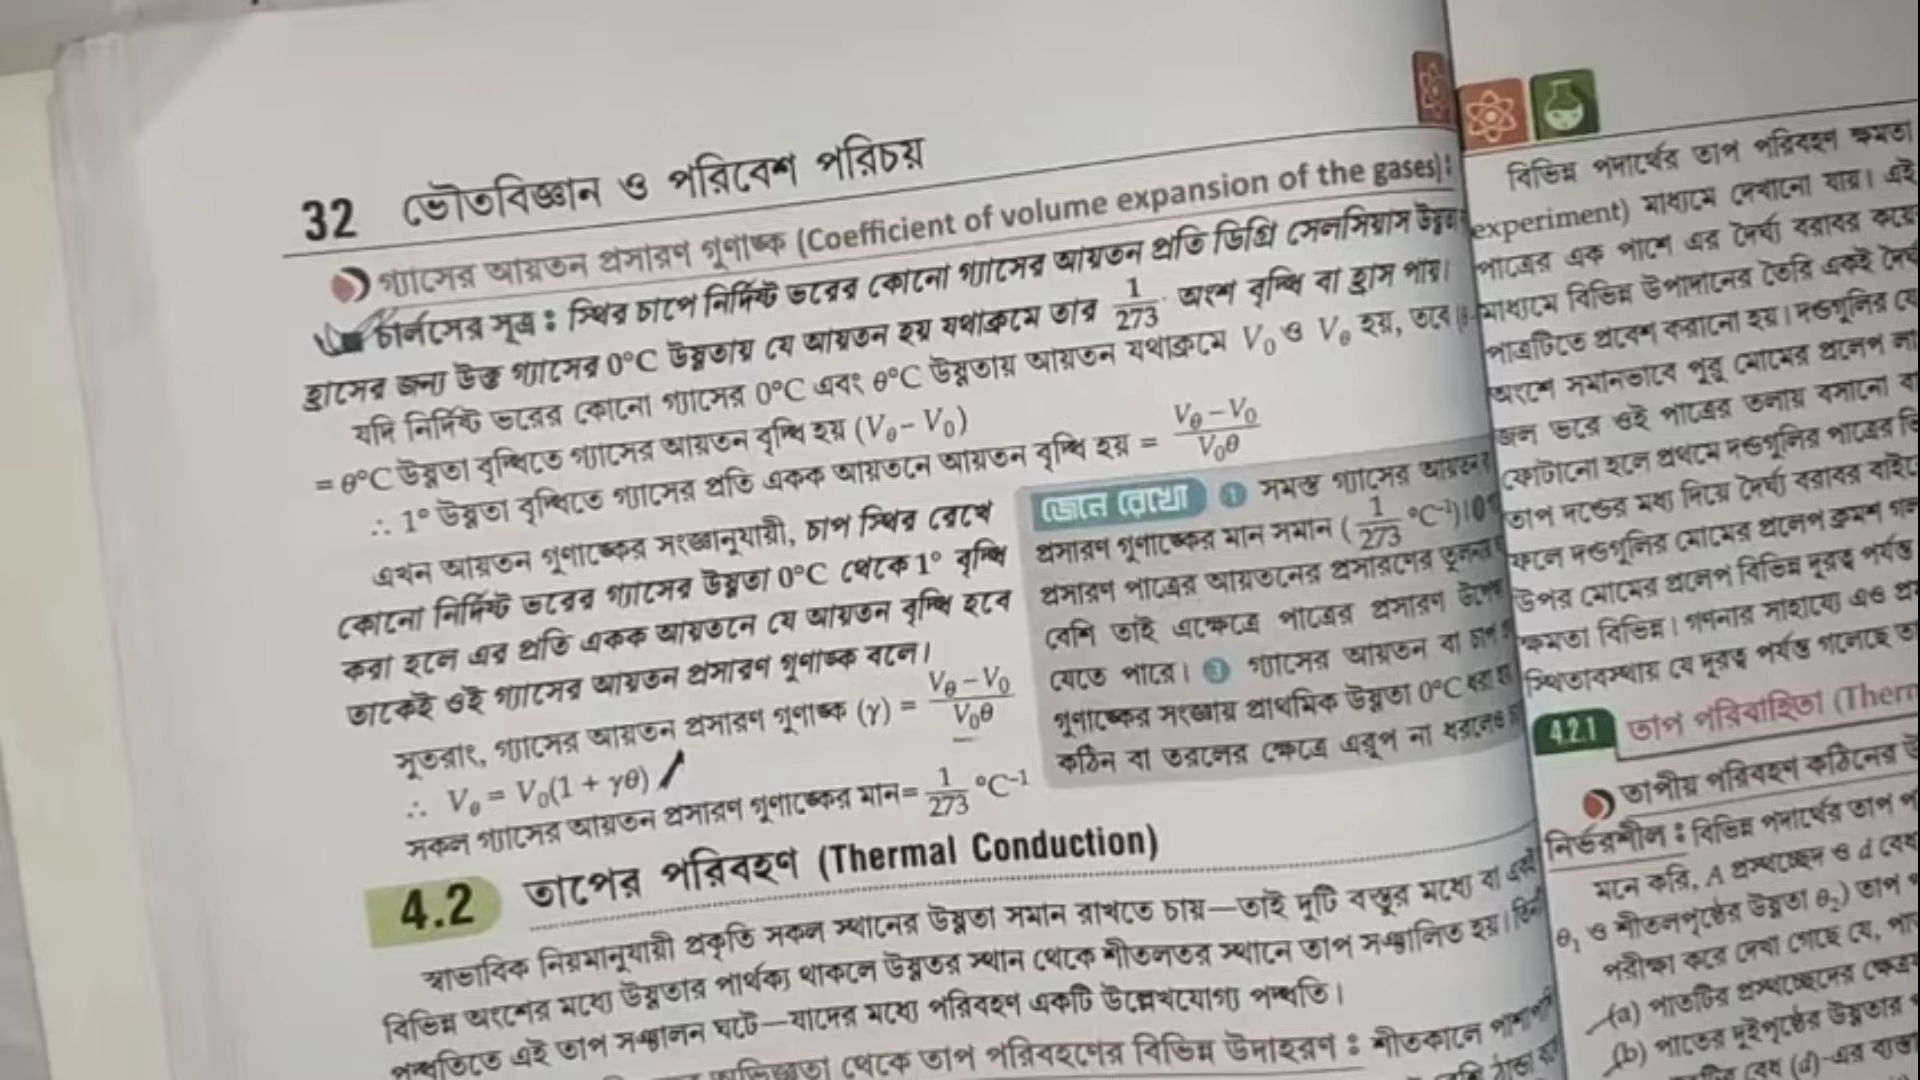 32 ভৌতবিজ্ঞান ও পরিবেশ পরিচয়
গ্যাসের আয়তন প্রসারণ গুণাঙ্ক (Coefficient of volume expansion of the gases):
চার্লসের সূত্র : স্থির চাপে নির্দিষ্ট ভরের কোনো গ্যাসের আয়তন প্রতি ডিগ্রি সেলসিয়াস উষ্ণতা
হ্রাসের জন্য উক্ত গ্যাসের 0°C উষ্ণতায় যে আয়তন হয় যথাক্রমে তার 1/273 অংশ বৃদ্ধি বা হ্রাস পায়।
যদি নির্দিষ্ট ভরের কোনো গ্যাসের 0°C এবং θ°C উষ্ণতায় আয়তন যথাক্রমে V₀ ও Vθ হয়, তবে
= θ°C উষ্ণতা বৃদ্ধিতে গ্যাসের আয়তন বৃদ্ধি হয় (Vθ − V₀)
∴ 1° উষ্ণতা বৃদ্ধিতে গ্যাসের প্রতি একক আয়তনে আয়তন বৃদ্ধি হয় = (Vθ − V₀)/V₀θ
এখন আয়তন গুণাঙ্কের সংজ্ঞানুযায়ী, চাপ স্থির রেখে
কোনো নির্দিষ্ট ভরের গ্যাসের উষ্ণতা 0°C থেকে 1° বৃদ্ধি
করা হলে এর প্রতি একক আয়তনে যে আয়তন বৃদ্ধি হবে
তাকেই ওই গ্যাসের আয়তন প্রসারণ গুণাঙ্ক বলে।
সুতরাং, গ্যাসের আয়তন প্রসারণ গুণাঙ্ক (γ) = (Vθ − V₀)/V₀θ
∴ Vθ = V₀(1 + γθ)
সকল গ্যাসের আয়তন প্রসারণ গুণাঙ্কের মান = 1/273 °C⁻¹
জেনে রেখো 1 সমস্ত গ্যাসের আয়তন
প্রসারণ গুণাঙ্কের মান সমান (1/273 °C⁻¹)।
প্রসারণ পাত্রের আয়তনের প্রসারণের তুলনায়
বেশি তাই এক্ষেত্রে পাত্রের প্রসারণ
যেতে পারে। 3 গ্যাসের আয়তন বা চাপ
গুণাঙ্কের সংজ্ঞায় প্রাথমিক উষ্ণতা 0°C ধরা
কঠিন বা তরলের ক্ষেত্রে এরূপ না ধরলেও
4.2 তাপের পরিবহণ (Thermal Conduction)
স্বাভাবিক নিয়মানুযায়ী প্রকৃতি সকল স্থানের উষ্ণতা সমান রাখতে চায়—তাই দুটি বস্তুর মধ্যে বা একই
বিভিন্ন অংশের মধ্যে উষ্ণতার পার্থক্য থাকলে উষ্ণতর স্থান থেকে শীতলতর স্থানে তাপ সঞ্চালিত হয়।
পদ্ধতিতে এই তাপ সঞ্চালন ঘটে—যাদের মধ্যে পরিবহণ একটি উল্লেখযোগ্য পদ্ধতি।
থেকে তাপ পরিবহণের বিভিন্ন উদাহরণ : শীতকালে
বিভিন্ন পদার্থের তাপ পরিবহণ ক্ষমতা
experiment) মাধ্যমে দেখানো যায়। এই
পাত্রের এক পাশে এর দৈর্ঘ্য বরাবর
মাধ্যমে বিভিন্ন উপাদানের তৈরি একই
পাত্রটিতে প্রবেশ করানো হয়। দণ্ডগুলির
অংশে সমানভাবে পুরু মোমের প্রলেপ
জল ভরে ওই পাত্রের তলায় বসানো
ফোটানো হলে প্রথমে দণ্ডগুলির পাত্রের
তাপ দণ্ডের মধ্য দিয়ে দৈর্ঘ্য বরাবর বাইরে
ফলে দণ্ডগুলির মোমের প্রলেপ ক্রমশ
উপর মোমের প্রলেপ বিভিন্ন দূরত্ব পর্যন্ত
ক্ষমতা বিভিন্ন। গণনার সাহায্যে এও
স্থিতাবস্থায় যে দূরত্ব পর্যন্ত গলেছে
4.2.1 তাপ পরিবাহিতা (Therm
তাপীয় পরিবহণ কঠিনের
নির্ভরশীল : বিভিন্ন পদার্থের তাপ
মনে করি, A প্রস্থচ্ছেদ ও d বেধ
θ₁ ও শীতলপৃষ্ঠের উষ্ণতা θ₂) তাপ
পরীক্ষা করে দেখা গেছে যে,
(a) পাতটির প্রস্থচ্ছেদের
(b) পাতের দুইপৃষ্ঠের উষ্ণতার
বেধ (d)-এর